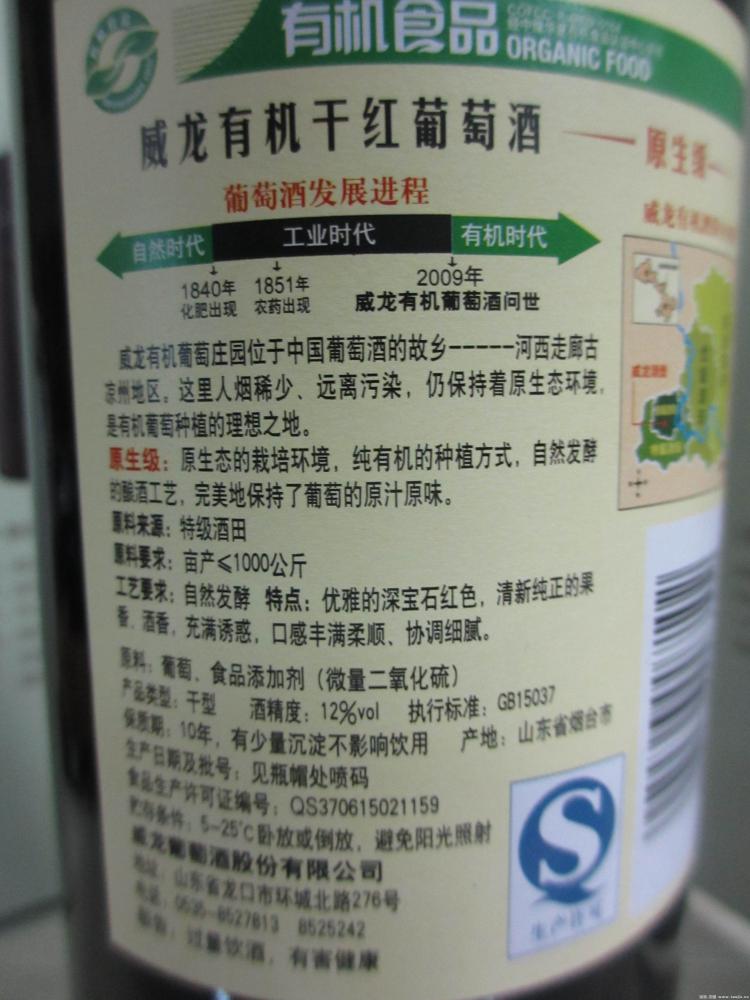 有机食品
ORGANIC FOOD
威龙有机干红葡萄酒
原生级
葡萄酒发展进程
威龙有机
自然时代 工业时代 有机时代
1840年 1851年 2009年
化肥出现 农药出现 威龙有机葡萄酒问世
威龙有机葡萄庄园位于中国葡萄酒的故乡-----河西走廊古
凉州地区。这里人烟稀少、远离污染，仍保持着原生态环境，
是有机葡萄种植的理想之地。
原生级：原生态的栽培环境，纯有机的种植方式，自然发酵
的酿酒工艺，完美地保持了葡萄的原汁原味。
原料来源：特级酒田
原料要求：亩产≤1000公斤
工艺要求：自然发酵 特点：优雅的深宝石红色，清新纯正的果
香、酒香，充满诱惑，口感丰满柔顺、协调细腻。
原料：葡萄、食品添加剂（微量二氧化硫）
产品类型：干型 酒精度：12%vol 执行标准：GB15037
保质期：10年，有少量沉淀不影响饮用 产地：山东省烟台市
生产日期及批号：见瓶帽处喷码
食品生产许可证编号：QS370615021159
贮存条件：5-25℃卧放或倒放，避免阳光照射
威龙葡萄酒股份有限公司
地址：山东省龙口市环城北路276号
电话：0535-8527813 8525242
敬告：过量饮酒，有害健康
生产许可